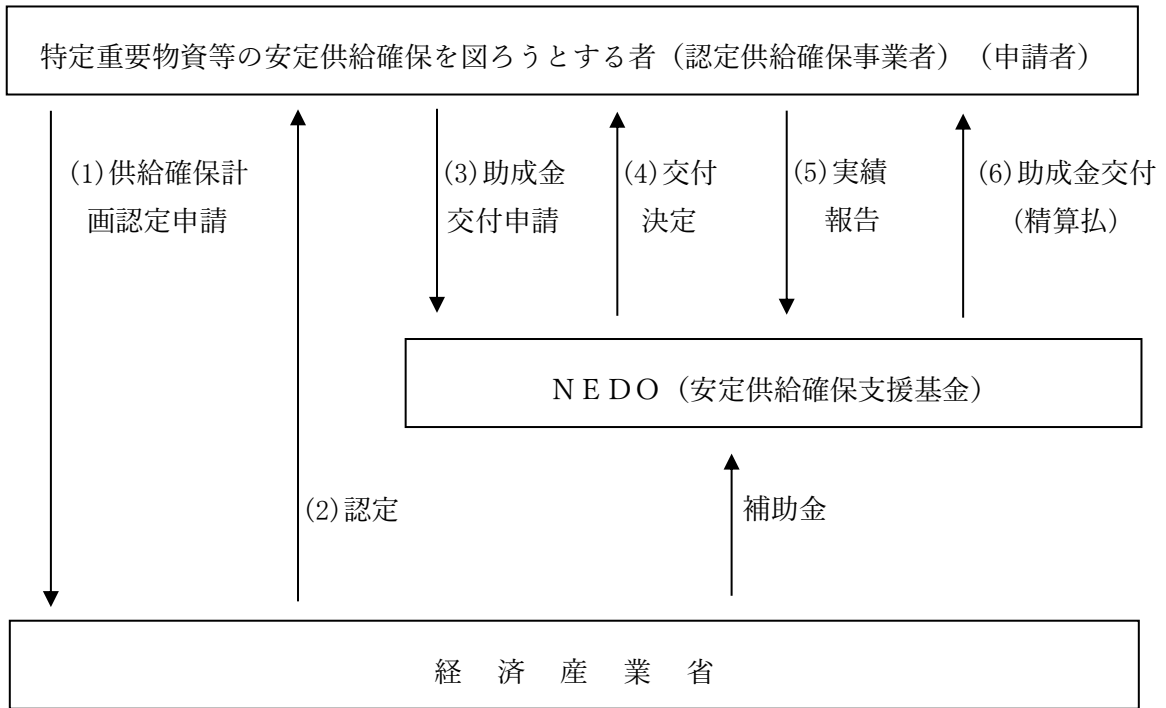 特定重要物資等の安定供給確保を図ろうとする者(認定供給確保事業者)(申請者)
(1)供給確保計
画認定申請
(3)助成金
交付申請
(4)交付
決定
(5)実績
報告
(6)助成金交付
(精算払)
NEDO(安定供給確保支援基金)
(2)認定
補助金
経 済 産 業 省